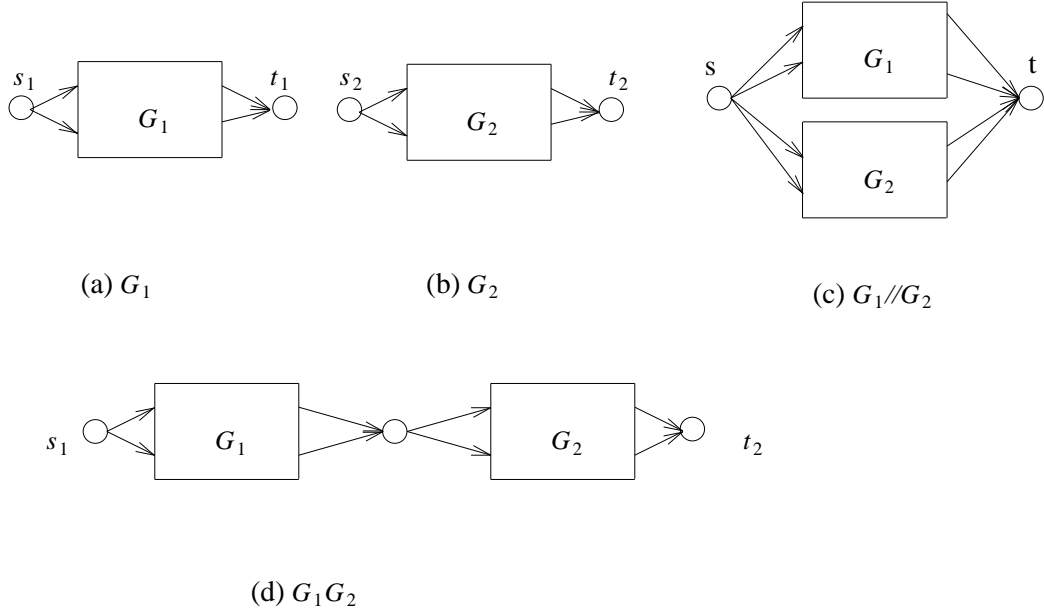 s₁ G₁ t₁
s₂ G₂ t₂
s G₁ t
G₂
(a) G₁
(b) G₂
(c) G₁//G₂
s₁ G₁ G₂ t₂
(d) G₁G₂